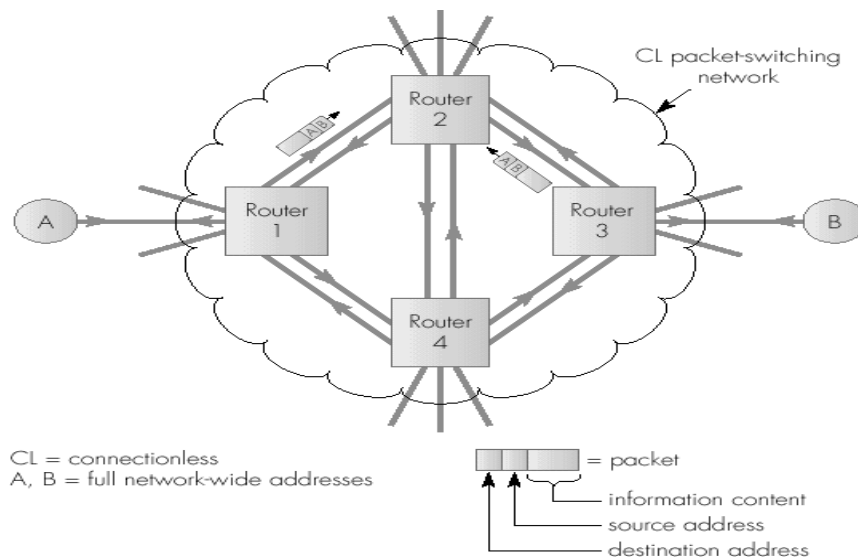 CL packet-switching
network
Router
2
A B
A B
A
Router
1
Router
3
B
Router
4
CL = connectionless
A, B = full network-wide addresses
= packet
information content
source address
destination address